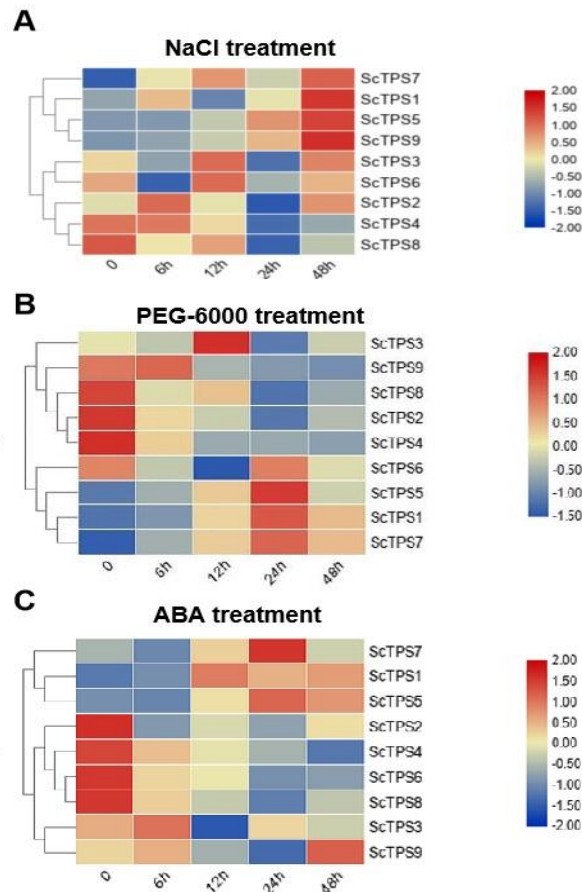 A
NaCl treatment
ScTPS7
ScTPS1
ScTPS5
ScTPS9
ScTPS3
ScTPS6
ScTPS2
ScTPS4
ScTPS8
0 6h 12h 24h 48h
2.00
1.50
1.00
0.50
0.00
-0.50
-1.00
-1.50
-2.00
B
PEG-6000 treatment
ScTPS3
ScTPS9
ScTPS8
ScTPS2
ScTPS4
ScTPS6
ScTPS5
ScTPS1
ScTPS7
0 6h 12h 24h 48h
2.00
1.50
1.00
0.50
0.00
-0.50
-1.00
-1.50
C
ABA treatment
ScTPS7
ScTPS1
ScTPS5
ScTPS2
ScTPS4
ScTPS6
ScTPS8
ScTPS3
ScTPS9
0 6h 12h 24h 48h
2.00
1.50
1.00
0.50
0.00
-0.50
-1.00
-1.50
-2.00